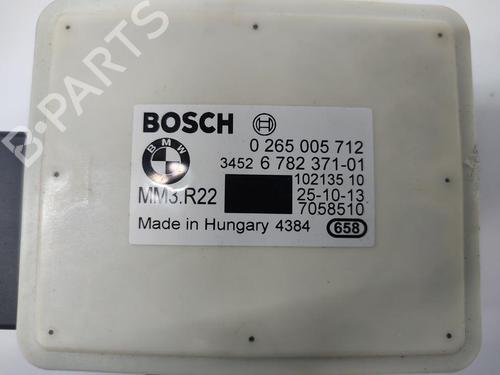 B-PARTS
BOSCH
0 265 005 712
BMW
3452 6 782 371-01
102135 10
MM3.R22
25-10-13
7058510
Made in Hungary 4384
658